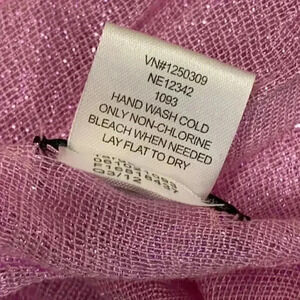 VN#1250309
NE12342
1093
HAND WASH COLD
ONLY NON-CHLORINE
BLEACH WHEN NEEDED
LAY FLAT TO DRY